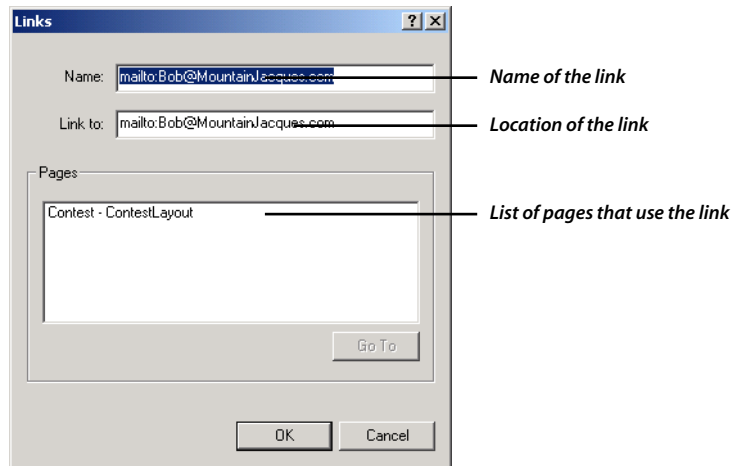 Links
Name: mailto:Bob@MountainJacques.com Name of the link
Link to: mailto:Bob@MountainJacques.com Location of the link
Pages
Contest - ContestLayout List of pages that use the link
Go To
OK Cancel